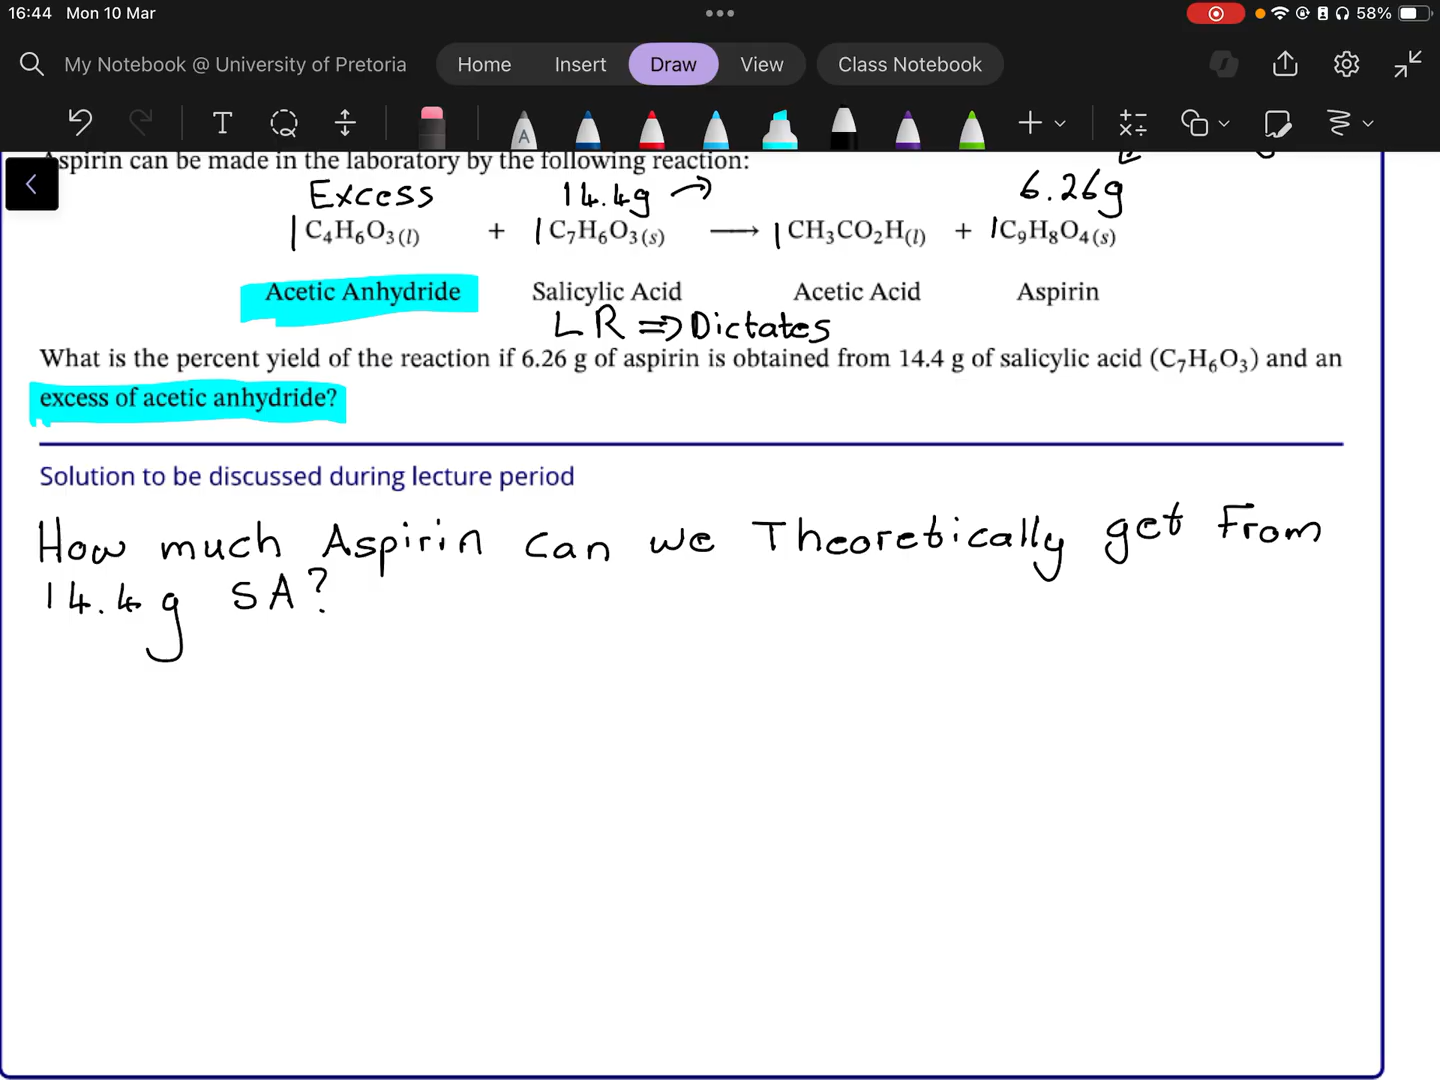 16:44 Mon 10 Mar
58%
My Notebook @ University of Pretoria Home Insert Draw View Class Notebook
T A
Aspirin can be made in the laboratory by the following reaction:
Excess 14.4g 6.26g
1 C₄H₆O₃(l) + 1 C₇H₆O₃(s) ⟶ 1 CH₃CO₂H(l) + 1 C₉H₈O₄(s)
Acetic Anhydride Salicylic Acid Acetic Acid Aspirin
LR ⇒ Dictates
What is the percent yield of the reaction if 6.26 g of aspirin is obtained from 14.4 g of salicylic acid (C₇H₆O₃) and an
excess of acetic anhydride?
Solution to be discussed during lecture period
How much Aspirin can we Theoretically get From
14.4g SA?